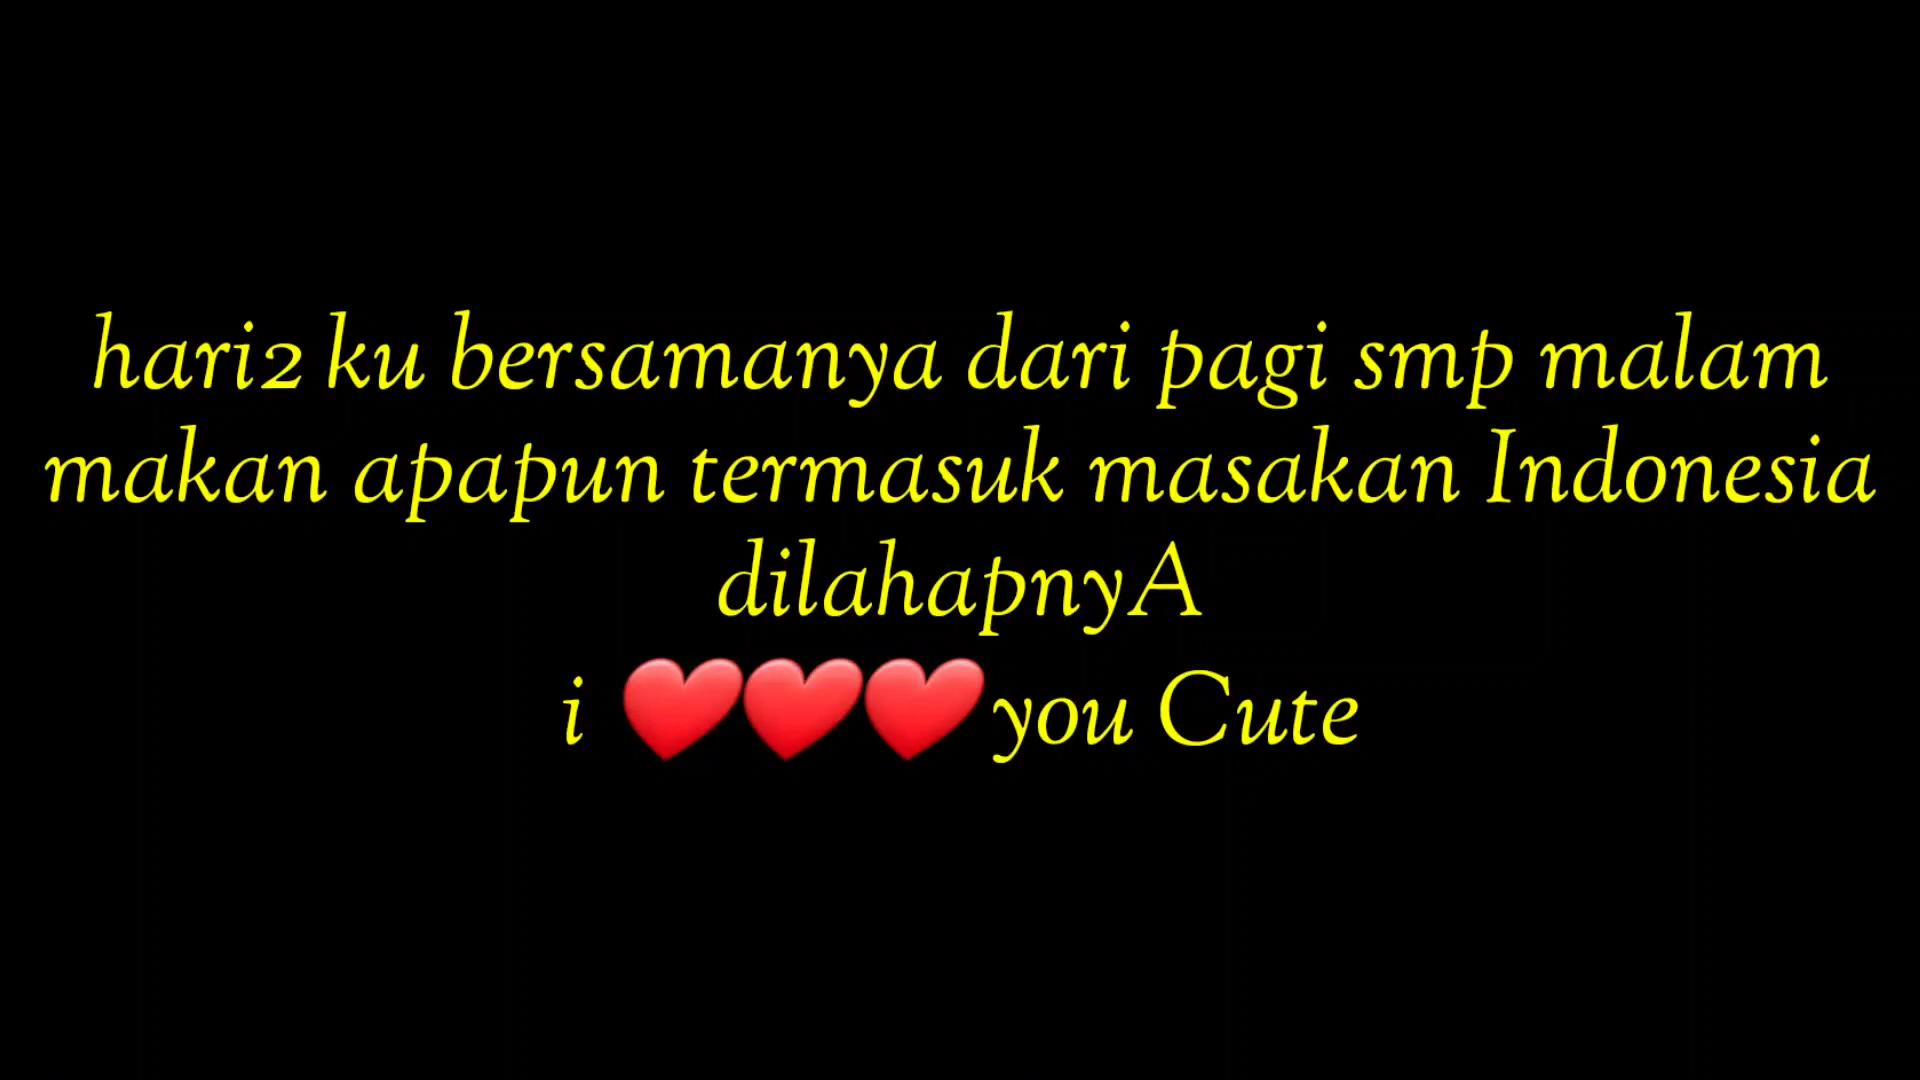 hari2 ku bersamanya dari pagi smp malam
makan apapun termasuk masakan Indonesia
dilahapnyA
i ❤️❤️❤️you Cute